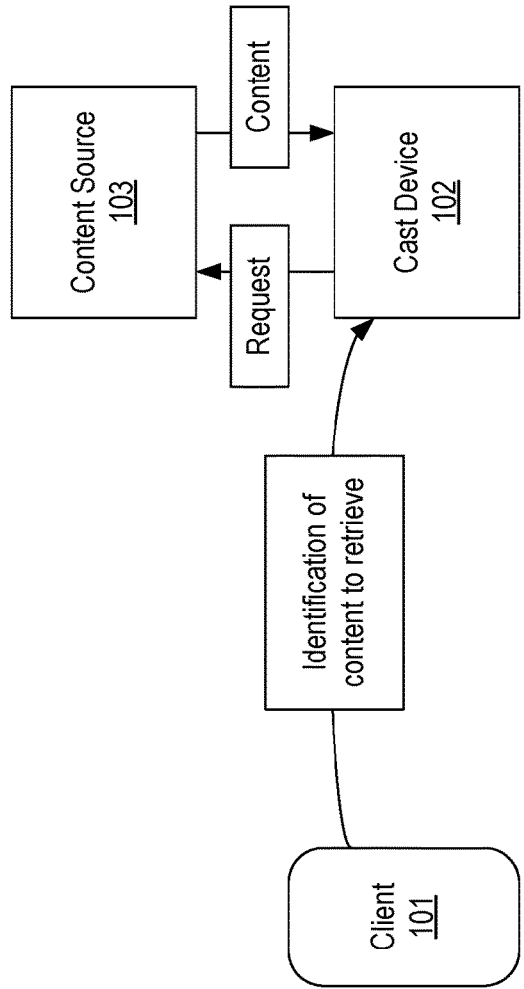 Client
101
Identification of
content to retrieve
Request
Content
Content Source
103
Cast Device
102